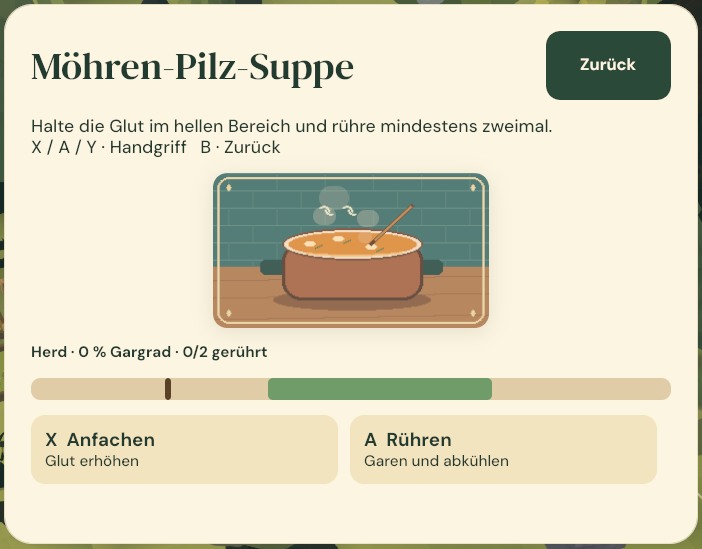 Möhren-Pilz-Suppe
Zurück
Halte die Glut im hellen Bereich und rühre mindestens zweimal.
X / A / Y · Handgriff B · Zurück
Herd · 0 % Gargrad · 0/2 gerührt
X Anfachen
Glut erhöhen
A Rühren
Garen und abkühlen